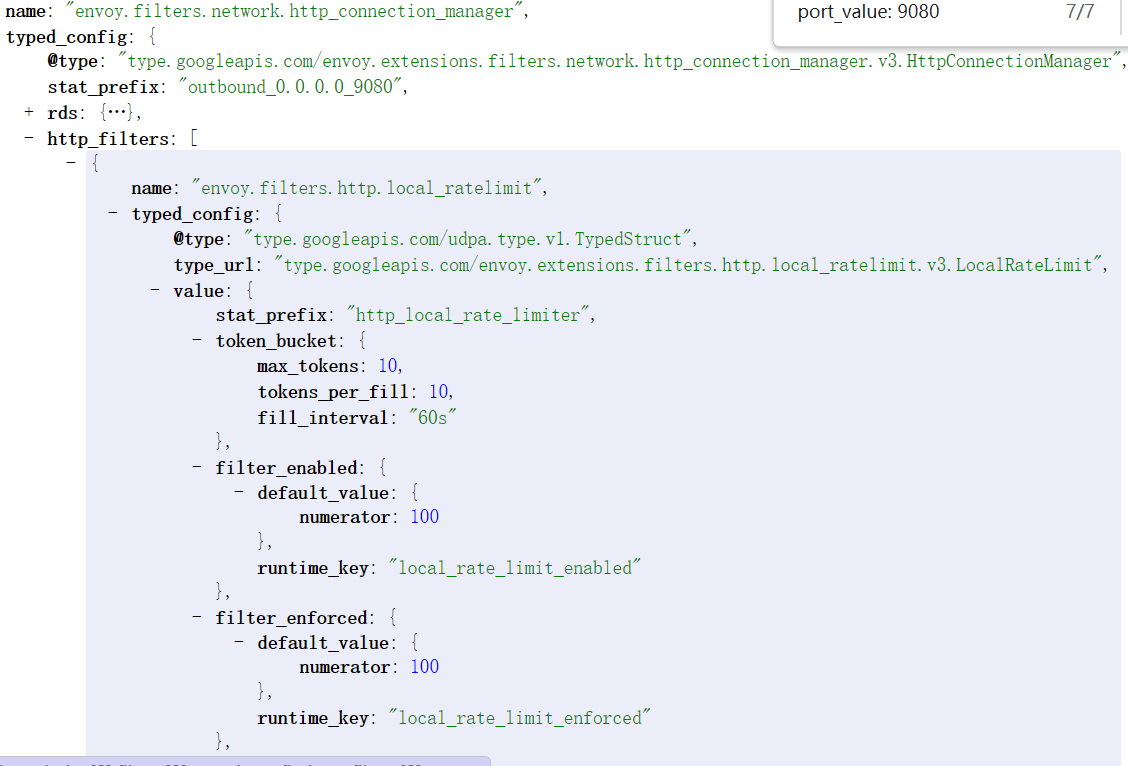 name: "envoy.filters.network.http_connection_manager",
port_value: 9080 7/7
typed_config: {
@type: "type.googleapis.com/envoy.extensions.filters.network.http_connection_manager.v3.HttpConnectionManager",
stat_prefix: "outbound_0.0.0.0_9080",
+ rds: {…},
- http_filters: [
- {
name: "envoy.filters.http.local_ratelimit",
- typed_config: {
@type: "type.googleapis.com/udpa.type.v1.TypedStruct",
type_url: "type.googleapis.com/envoy.extensions.filters.http.local_ratelimit.v3.LocalRateLimit",
- value: {
stat_prefix: "http_local_rate_limiter",
- token_bucket: {
max_tokens: 10,
tokens_per_fill: 10,
fill_interval: "60s"
},
- filter_enabled: {
- default_value: {
numerator: 100
},
runtime_key: "local_rate_limit_enabled"
},
- filter_enforced: {
- default_value: {
numerator: 100
},
runtime_key: "local_rate_limit_enforced"
},